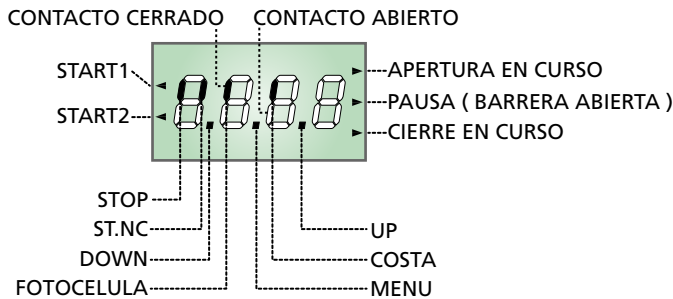 CONTACTO CERRADO
CONTACTO ABIERTO
START1
START2
APERTURA EN CURSO
PAUSA ( BARRERA ABIERTA )
CIERRE EN CURSO
STOP
ST.NC
DOWN
FOTOCELULA
UP
COSTA
MENU